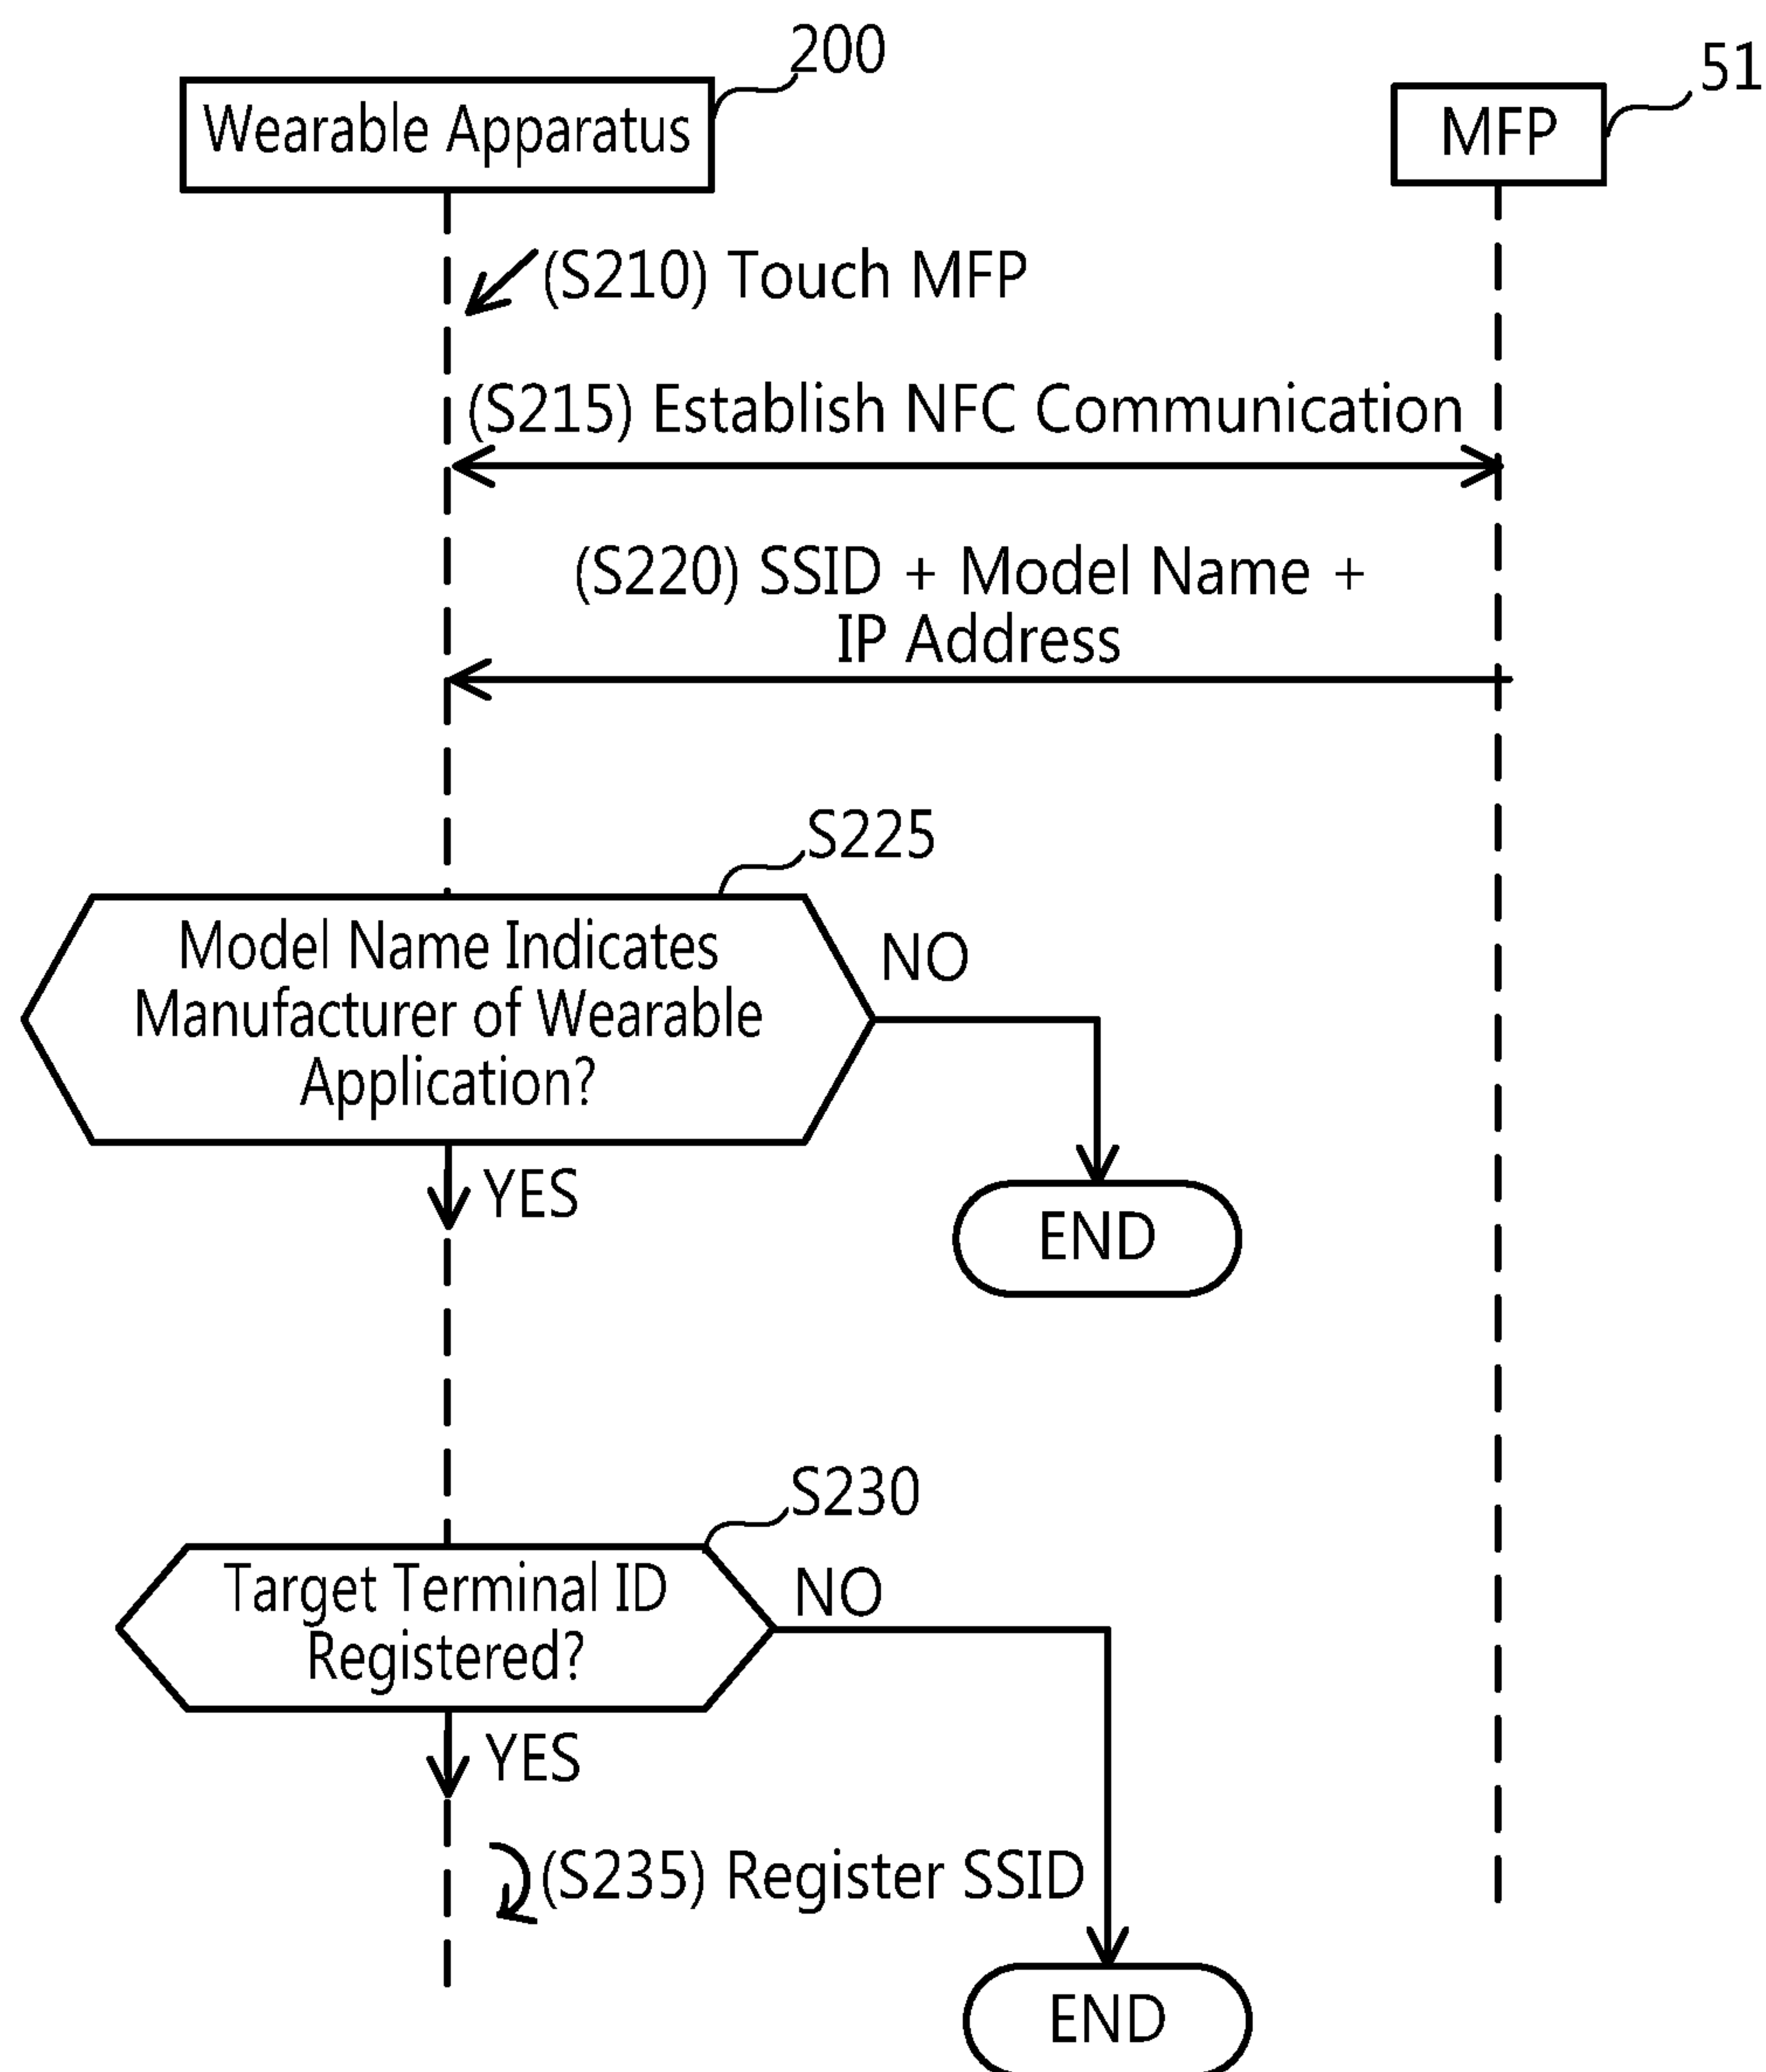 200
51
Wearable Apparatus
MFP
(S210) Touch MFP
(S215) Establish NFC Communication
(S220) SSID + Model Name +
IP Address
S225
Model Name Indicates
Manufacturer of Wearable
Application?
NO
YES
END
S230
Target Terminal ID
Registered?
NO
YES
(S235) Register SSID
END